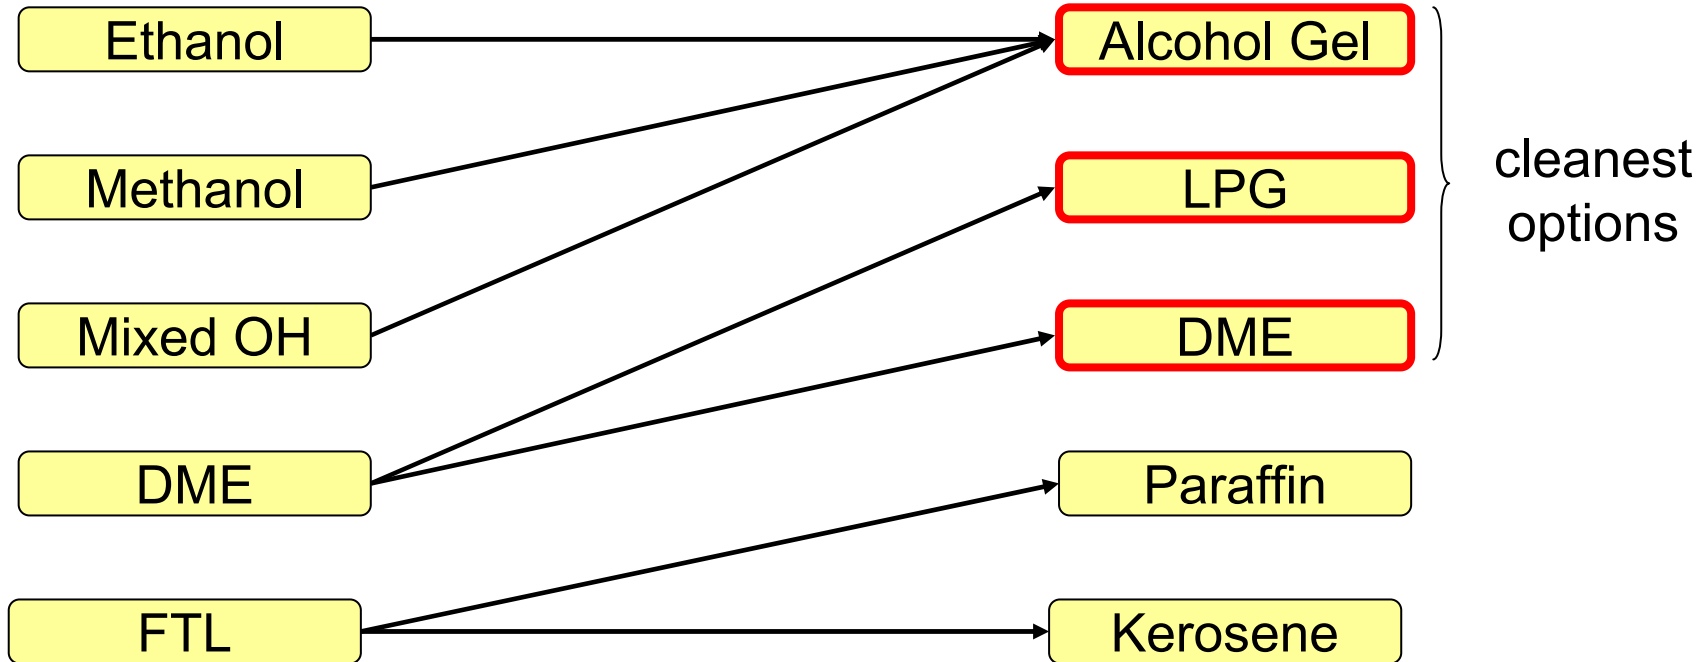 Ethanol
Alcohol Gel
Methanol
LPG
cleanest
options
Mixed OH
DME
DME
Paraffin
FTL
Kerosene